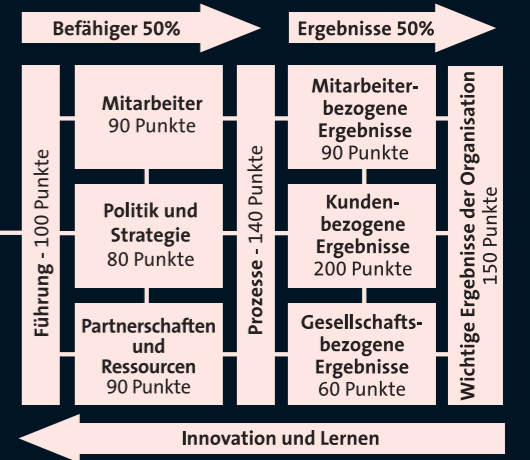 Befähiger 50%
Ergebnisse 50%
Führung - 100 Punkte
Mitarbeiter
90 Punkte
Politik und
Strategie
80 Punkte
Partnerschaften
und
Ressourcen
90 Punkte
Prozesse - 140 Punkte
Mitarbeiter-
bezogene
Ergebnisse
90 Punkte
Kunden-
bezogene
Ergebnisse
200 Punkte
Gesellschafts-
bezogene
Ergebnisse
60 Punkte
Wichtige Ergebnisse der Organisation
150 Punkte
Innovation und Lernen